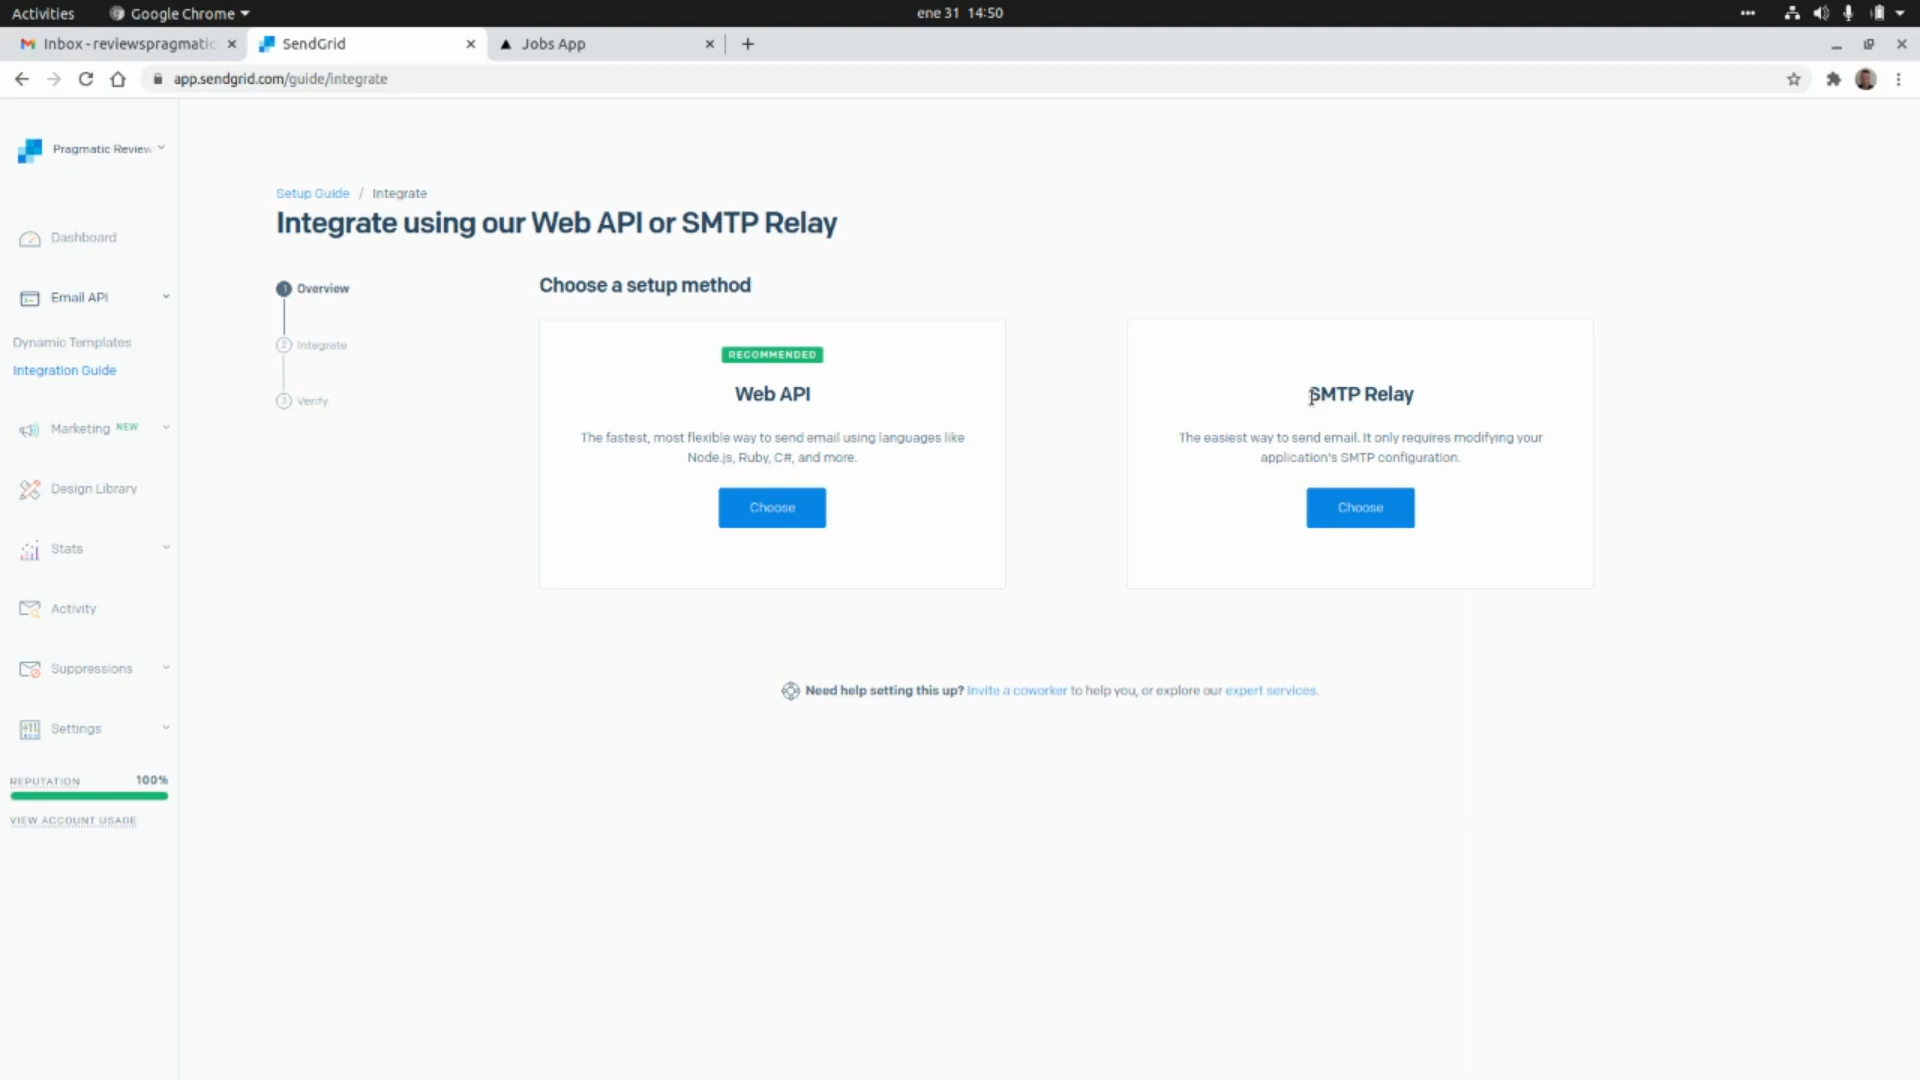 Activities
Google Chrome
ene 31 14:50
Inbox - reviewspragmatic
SendGrid
Jobs App
app.sendgrid.com/guide/integrate
Pragmatic Review
Dashboard
Email API
Dynamic Templates
Integration Guide
Marketing NEW
Design Library
Stats
Activity
Suppressions
Settings
REPUTATION 100%
VIEW ACCOUNT USAGE
Setup Guide / Integrate
Integrate using our Web API or SMTP Relay
1 Overview
2 Integrate
3 Verify
Choose a setup method
RECOMMENDED
Web API
The fastest, most flexible way to send email using languages like
Node.js, Ruby, C#, and more.
Choose
SMTP Relay
The easiest way to send email. It only requires modifying your
application's SMTP configuration.
Choose
Need help setting this up? Invite a coworker to help you, or explore our expert services.